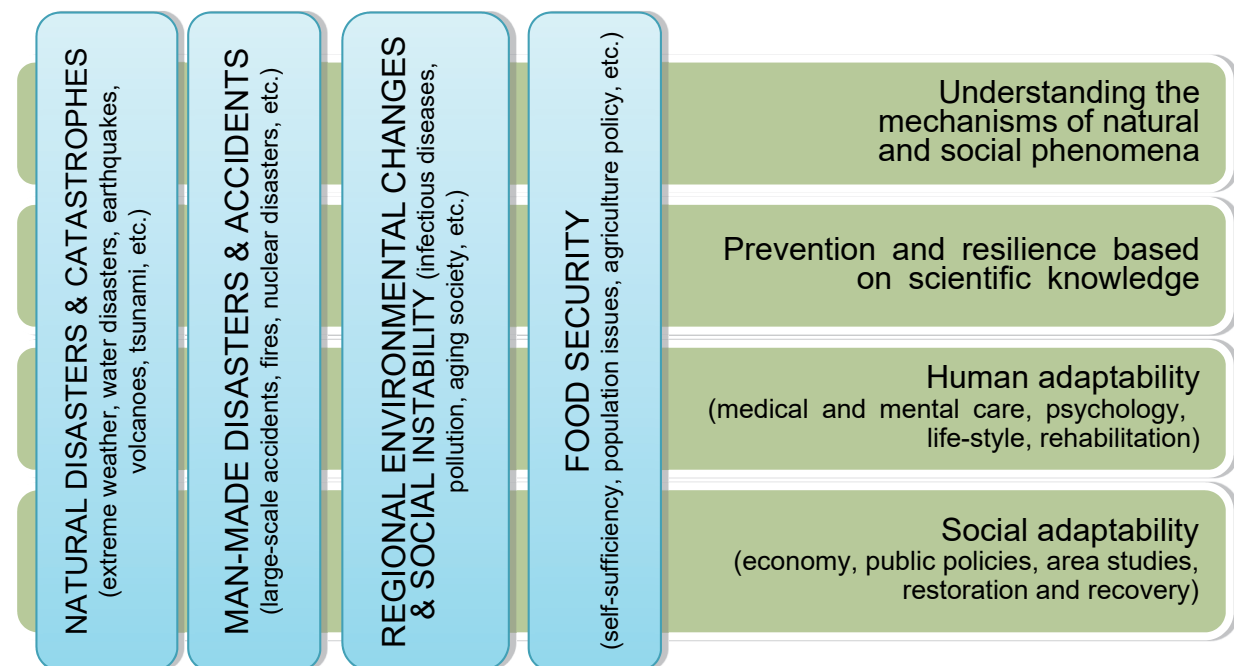 NATURAL DISASTERS & CATASTROPHES
(extreme weather, water disasters, earthquakes,
volcanoes, tsunami, etc.)
MAN-MADE DISASTERS & ACCIDENTS
(large-scale accidents, fires, nuclear disasters, etc.)
REGIONAL ENVIRONMENTAL CHANGES
& SOCIAL INSTABILITY (infectious diseases,
pollution, aging society, etc.)
FOOD SECURITY
(self-sufficiency, population issues, agriculture policy, etc.)
Understanding the
mechanisms of natural
and social phenomena
Prevention and resilience based
on scientific knowledge
Human adaptability
(medical and mental care, psychology,
life-style, rehabilitation)
Social adaptability
(economy, public policies, area studies,
restoration and recovery)